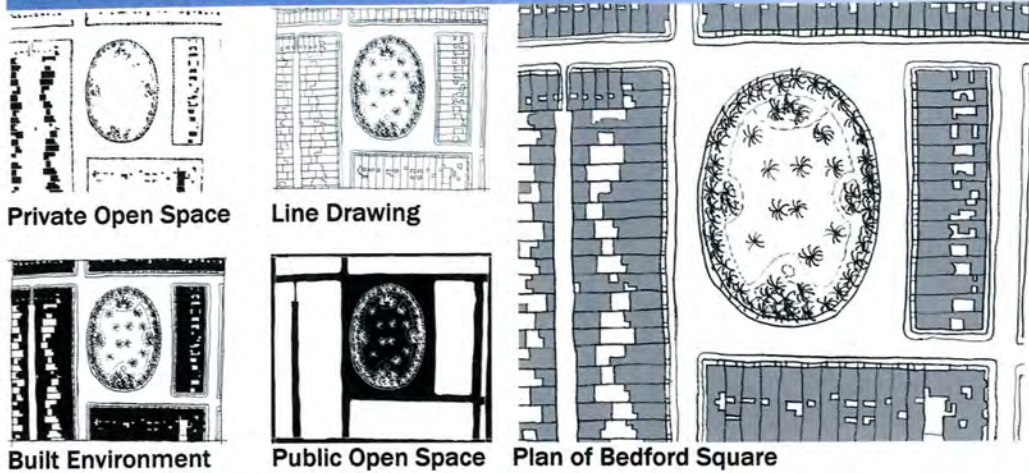 Private Open Space
Line Drawing
Built Environment
Public Open Space
Plan of Bedford Square